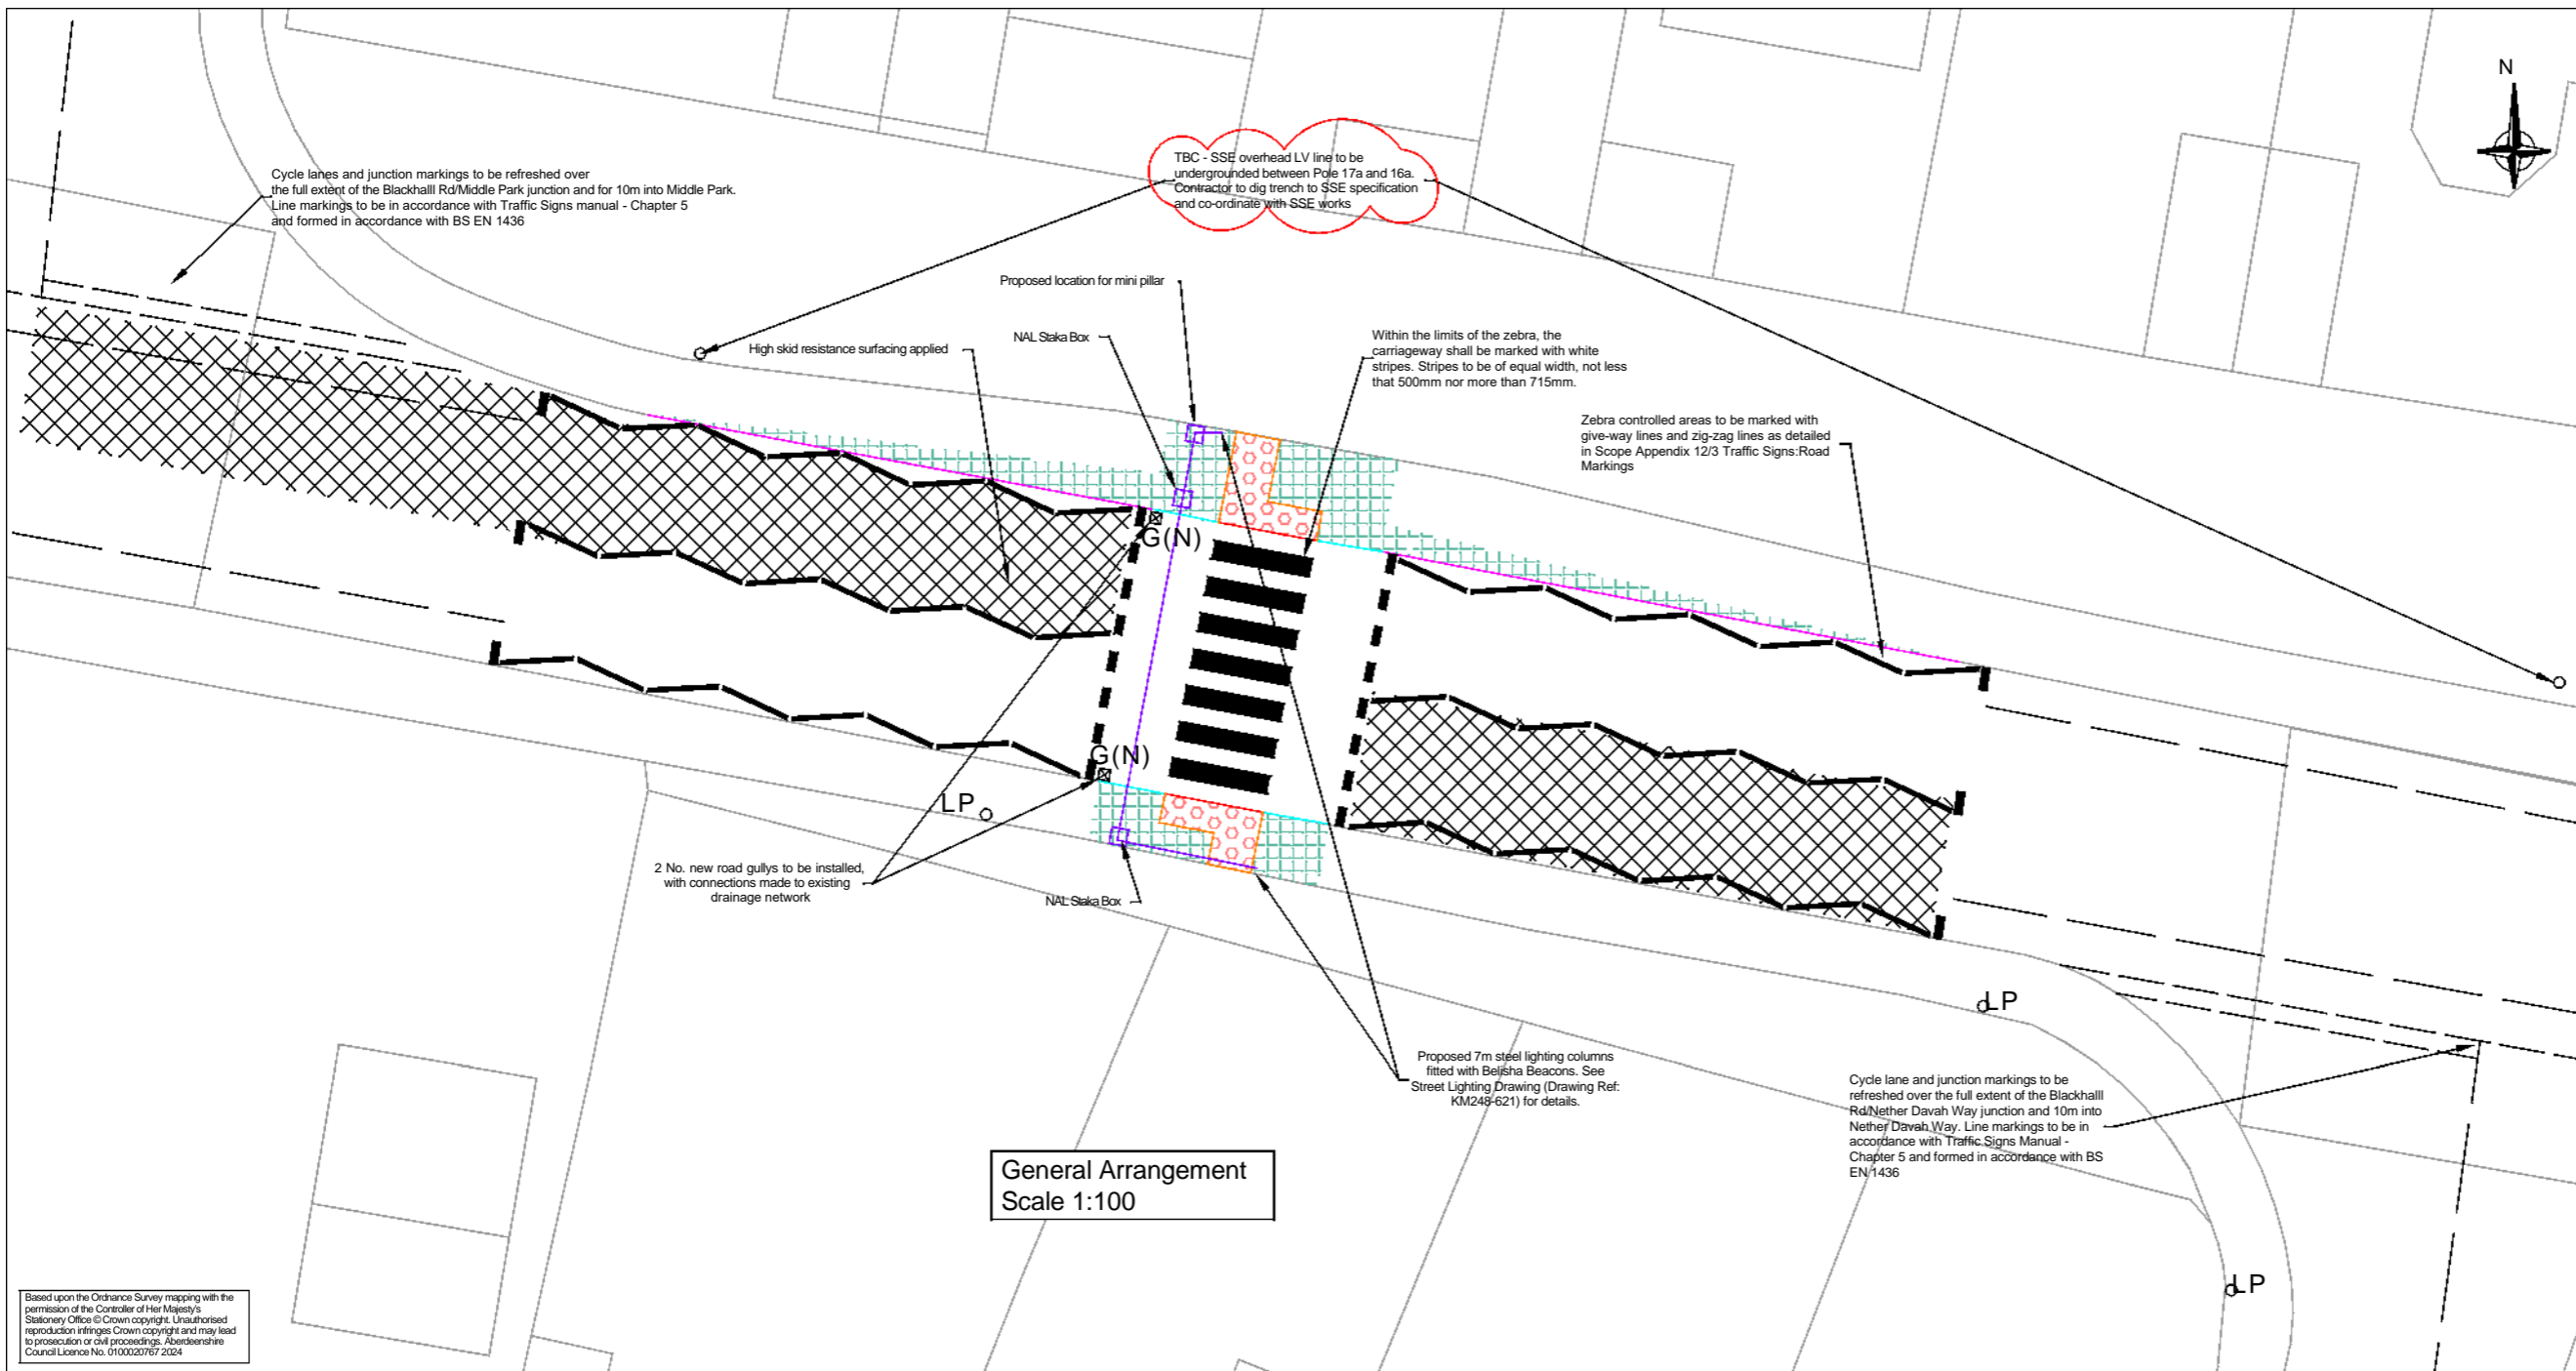 N
TBC - SSE overhead LV line to be
undergrounded between Pole 17a and 16a.
Contractor to dig trench to SSE specification
and co-ordinate with SSE works
Cycle lanes and junction markings to be refreshed over
the full extent of the Blackhalll Rd/Middle Park junction and for 10m into Middle Park.
Line markings to be in accordance with Traffic Signs manual - Chapter 5
and formed in accordance with BS EN 1436
Proposed location for mini pillar
NAL Staka Box
High skid resistance surfacing applied
Within the limits of the zebra, the
carriageway shall be marked with white
stripes. Stripes to be of equal width, not less
that 500mm nor more than 715mm.
Zebra controlled areas to be marked with
give-way lines and zig-zag lines as detailed
in Scope Appendix 12/3 Traffic Signs:Road
Markings
G(N)
G(N)
LP
2 No. new road gullys to be installed,
with connections made to existing
drainage network
NAL Staka Box
LP
Proposed 7m steel lighting columns
fitted with Belisha Beacons. See
Street Lighting Drawing (Drawing Ref:
KM248-621) for details.
Cycle lane and junction markings to be
refreshed over the full extent of the Blackhalll
Rd/Nether Davah Way junction and 10m into
Nether Davah Way. Line markings to be in
accordance with Traffic Signs Manual -
Chapter 5 and formed in accordance with BS
EN 1436
General Arrangement
Scale 1:100
LP
Based upon the Ordnance Survey mapping with the
permission of the Controller of Her Majesty's
Stationery Office © Crown copyright. Unauthorised
reproduction infringes Crown copyright and may lead
to prosecution or civil proceedings. Aberdeenshire
Council Licence No. 0100020767 2024